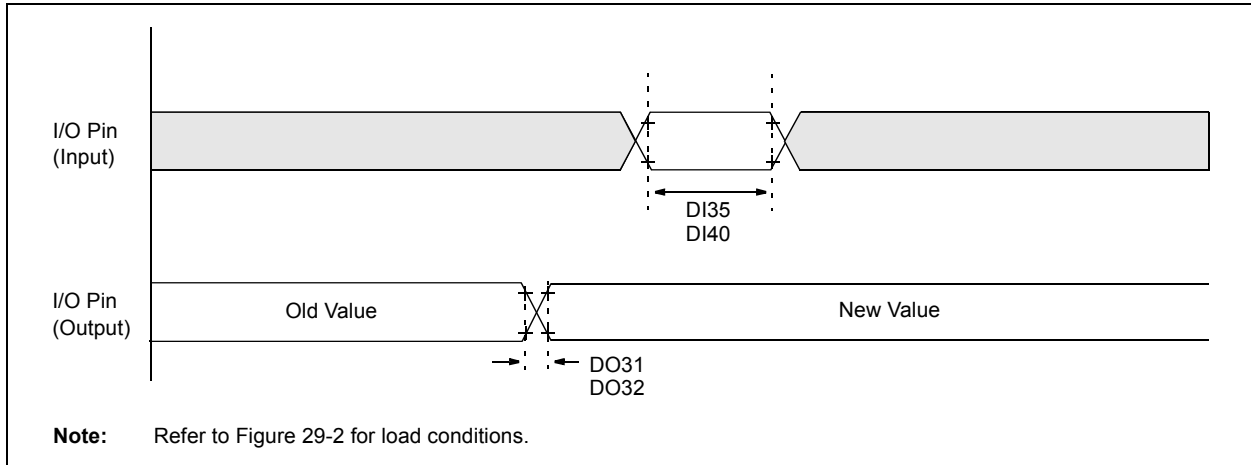 I/O Pin
(Input)
DI35
DI40
I/O Pin
(Output)
Old Value
New Value
DO31
DO32
Note: Refer to Figure 29-2 for load conditions.